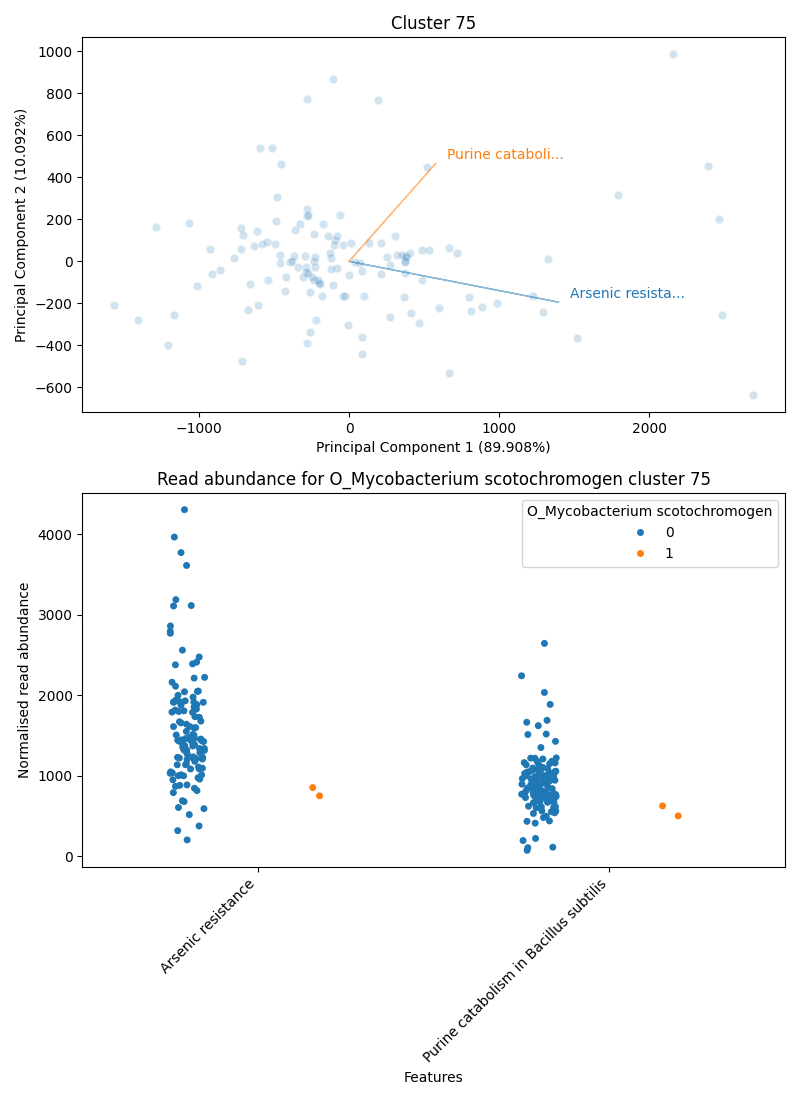 Cluster 75
1000
800
600
400
200
0
−200
−400
−600
Principal Component 2 (10.092%)
Purine cataboli...
Arsenic resista...
−1000
0
1000
2000
Principal Component 1 (89.908%)
Read abundance for O_Mycobacterium scotochromogen cluster 75
4000
3000
2000
1000
0
Normalised read abundance
O_Mycobacterium scotochromogen
0
1
Arsenic resistance
Purine catabolism in Bacillus subtilis
Features